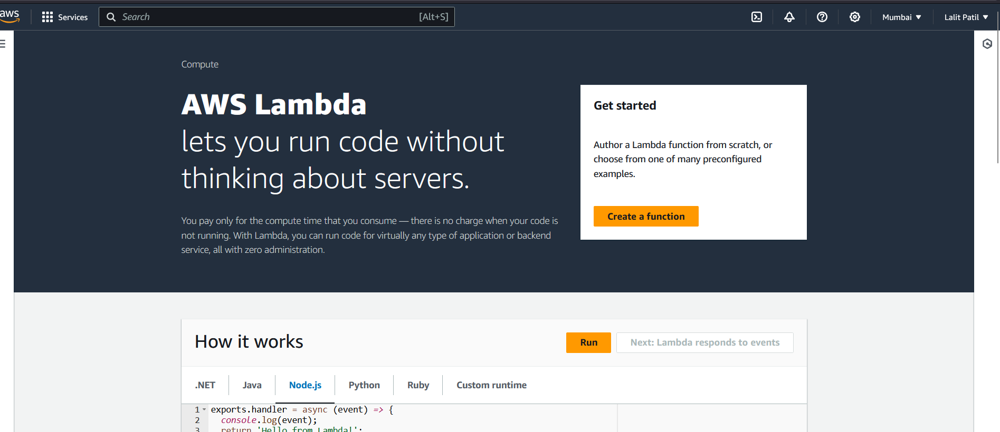 aws
Services
Search
[Alt+S]
Mumbai
Lalit Patil
Compute
AWS Lambda
lets you run code without
thinking about servers.
You pay only for the compute time that you consume — there is no charge when your code is
not running. With Lambda, you can run code for virtually any type of application or backend
service, all with zero administration.
Get started
Author a Lambda function from scratch, or
choose from one of many preconfigured
examples.
Create a function
How it works
Run
Next: Lambda responds to events
.NET
Java
Node.js
Python
Ruby
Custom runtime
1 exports.handler = async (event) => {
2 console.log(event);
3 return 'Hello from Lambda!';